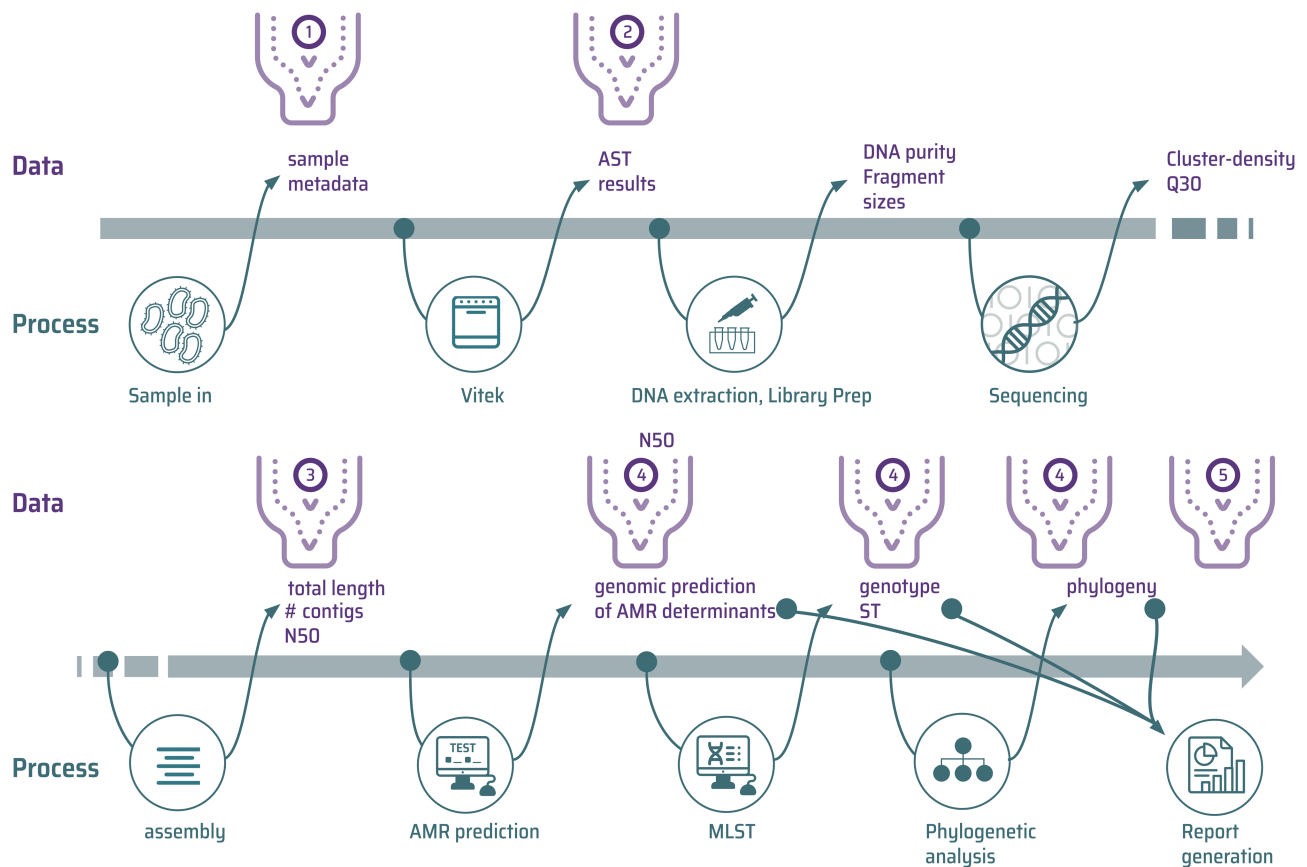 1
2
Data
sample
metadata
AST
results
DNA purity
Fragment
sizes
Cluster-density
Q30
Process
Sample in
Vitek
DNA extraction, Library Prep
Sequencing
N50
3
4
4
4
5
Data
total length
# contigs
N50
genomic prediction
of AMR determinants
genotype
ST
phylogeny
Process
TEST
assembly
AMR prediction
MLST
Phylogenetic
analysis
Report
generation